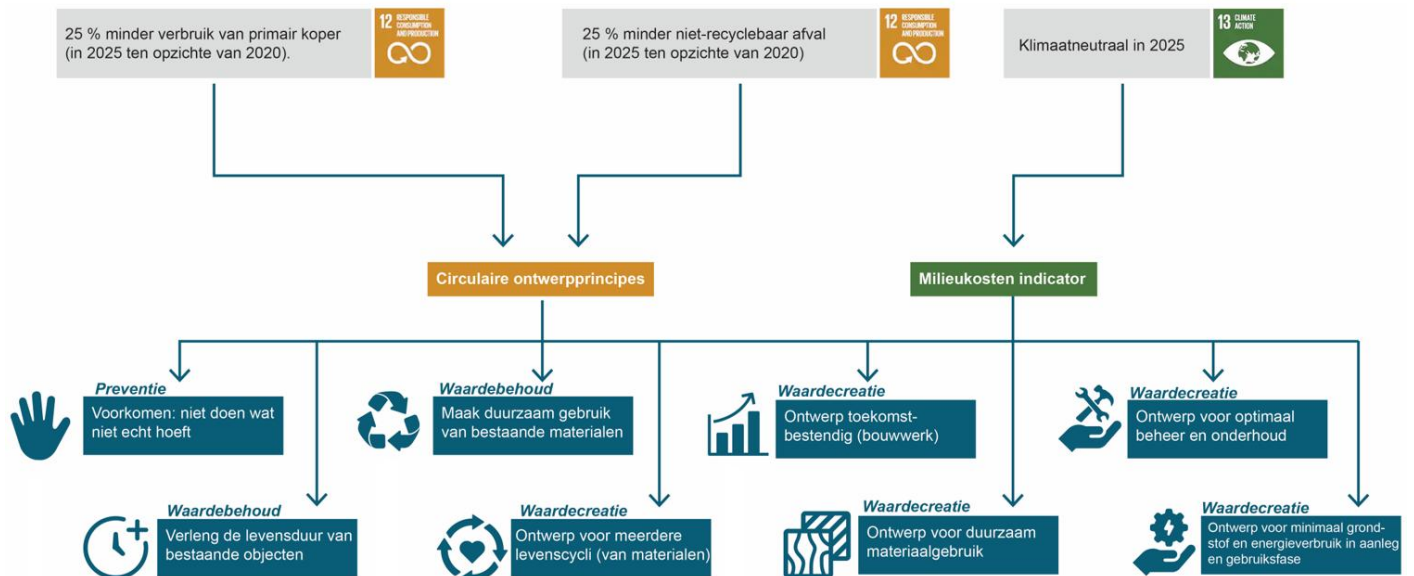 25 % minder verbruik van primair koper
(in 2025 ten opzichte van 2020).
12 RESPONSIBLE
CONSUMPTION
AND PRODUCTION
25 % minder niet-recyclebaar afval
(in 2025 ten opzichte van 2020)
12 RESPONSIBLE
CONSUMPTION
AND PRODUCTION
Klimaatneutraal in 2025
13 CLIMATE
ACTION
Circulaire ontwerpprincipes
Milieukosten indicator
Preventie
Voorkomen: niet doen wat
niet echt hoeft
Waardebehoud
Maak duurzaam gebruik
van bestaande materialen
Waardecreatie
Ontwerp toekomst-
bestendig (bouwwerk)
Waardecreatie
Ontwerp voor optimaal
beheer en onderhoud
Waardebehoud
Verleng de levensduur van
bestaande objecten
Waardecreatie
Ontwerp voor meerdere
levenscycli (van materialen)
Waardecreatie
Ontwerp voor duurzaam
materiaalgebruik
Waardecreatie
Ontwerp voor minimaal grond-
stof en energieverbruik in aanleg
en gebruiksfase